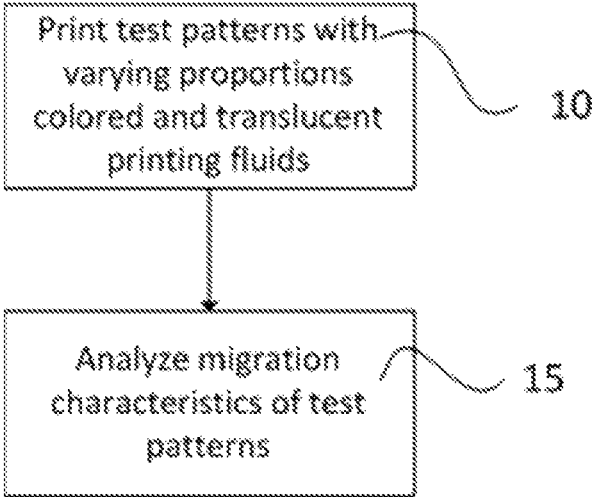 Print test patterns with
varying proportions
colored and translucent
printing fluids
10
Analyze migration
characteristics of test
patterns
15